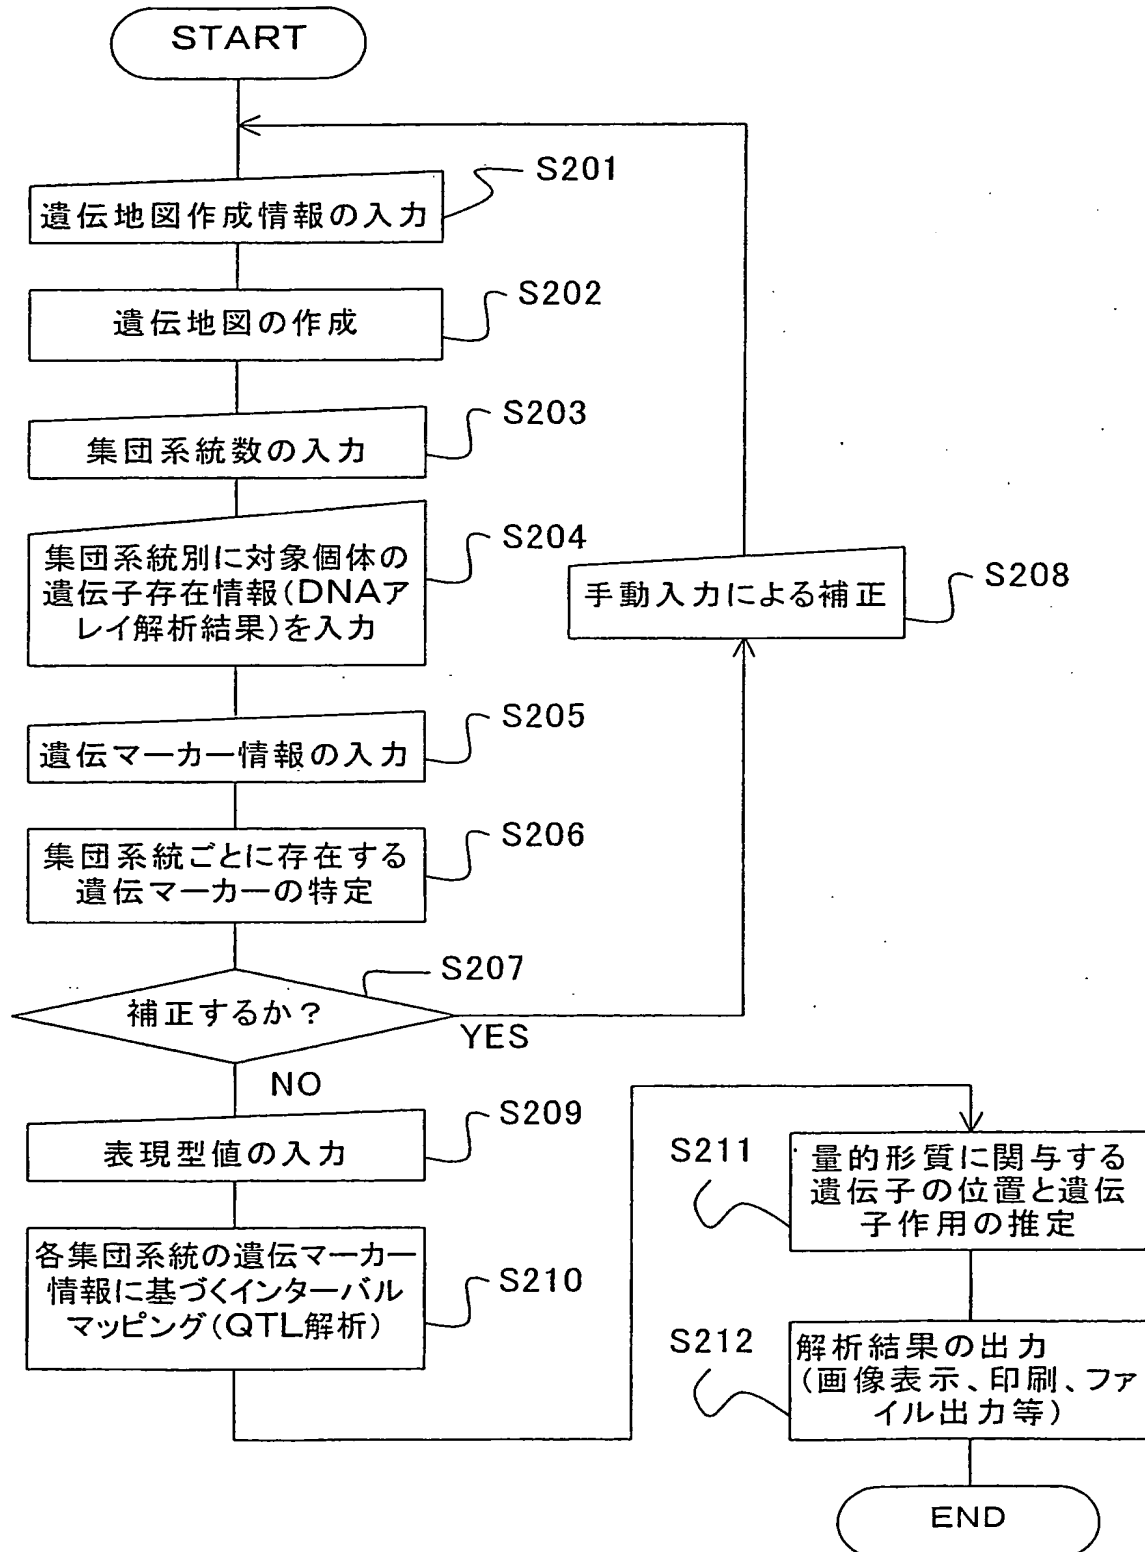 START
S201
遺伝地図作成情報の入力
S202
遺伝地図の作成
S203
集団系統数の入力
S204
集団系統別に対象個体の
遺伝子存在情報(DNAア
レイ解析結果)を入力
手動入力による補正
S208
S205
遺伝マーカー情報の入力
S206
集団系統ごとに存在する
遺伝マーカーの特定
S207
補正するか?
YES
NO
S209
表現型値の入力
S210
各集団系統の遺伝マーカー
情報に基づくインターバル
マッピング(QTL解析)
S211
量的形質に関与する
遺伝子の位置と遺伝
子作用の推定
S212
解析結果の出力
(画像表示、印刷、ファ
イル出力等)
END